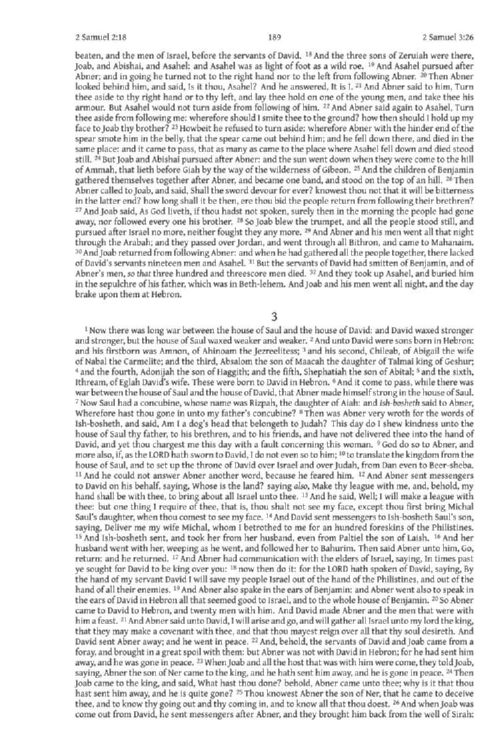 2 Samuel 2:18 189 2 Samuel 3:26
beaten, and the men of Israel, before the servants of David. 18 And the three sons of Zeruiah were there,
Joab, and Abishai, and Asahel: and Asahel was as light of foot as a wild roe. 19 And Asahel pursued after
Abner; and in going he turned not to the right hand nor to the left from following Abner. 20 Then Abner
looked behind him, and said, Is it thou, Asahel? And he answered, It is I. 21 And Abner said to him, Turn
thee aside to thy right hand or to thy left, and lay thee hold on one of the young men, and take thee his
armour. But Asahel would not turn aside from following of him. 22 And Abner said again to Asahel, Turn
thee aside from following me: wherefore should I smite thee to the ground? how then should I hold up my
face to Joab thy brother? 23 Howbeit he refused to turn aside: wherefore Abner with the hinder end of the
spear smote him in the belly, that the spear came out behind him; and he fell down there, and died in the
same place: and it came to pass, that as many as came to the place where Asahel fell down and died stood
still. 24 But Joab and Abishai pursued after Abner: and the sun went down when they were come to the hill
of Ammah, that lieth before Giah by the way of the wilderness of Gibeon. 25 And the children of Benjamin
gathered themselves together after Abner, and became one band, and stood on the top of an hill. 26 Then
Abner called to Joab, and said, Shall the sword devour for ever? knowest thou not that it will be bitterness
in the latter end? how long shall it be then, ere thou bid the people return from following their brethren?
27 And Joab said, As God liveth, if thou hadst not spoken, surely then in the morning the people had gone
away, nor followed every one his brother. 28 So Joab blew the trumpet, and all the people stood still, and
pursued after Israel no more, neither fought they any more. 29 And Abner and his men went all that night
through the Arabah; and they passed over Jordan, and went through all Bithron, and came to Mahanaim.
30 And Joab returned from following Abner: and when he had gathered all the people together, there lacked
of David's servants nineteen men and Asahel. 31 But the servants of David had smitten of Benjamin, and of
Abner's men, so that three hundred and threescore men died. 32 And they took up Asahel, and buried him
in the sepulchre of his father, which was in Beth-lehem. And Joab and his men went all night, and the day
brake upon them at Hebron.
3
1 Now there was long war between the house of Saul and the house of David: and David waxed stronger
and stronger, but the house of Saul waxed weaker and weaker. 2 And unto David were sons born in Hebron:
and his firstborn was Amnon, of Ahinoam the Jezreelitess; 3 and his second, Chileab, of Abigail the wife
of Nabal the Carmelite; and the third, Absalom the son of Maacah the daughter of Talmai king of Geshur;
4 and the fourth, Adonijah the son of Haggith; and the fifth, Shephatiah the son of Abital; 5 and the sixth,
Ithream, of Eglah David's wife. These were born to David in Hebron. 6 And it came to pass, while there was
war between the house of Saul and the house of David, that Abner made himself strong in the house of Saul.
7 Now Saul had a concubine, whose name was Rizpah, the daughter of Aiah: and Ish-bosheth said to Abner,
Wherefore hast thou gone in unto my father's concubine? 8 Then was Abner very wroth for the words of
Ish-bosheth, and said, Am I a dog's head that belongeth to Judah? This day do I shew kindness unto the
house of Saul thy father, to his brethren, and to his friends, and have not delivered thee into the hand of
David, and yet thou chargest me this day with a fault concerning this woman. 9 God do so to Abner, and
more also, if, as the LORD hath sworn to David, I do not even so to him; 10 to translate the kingdom from the
house of Saul, and to set up the throne of David over Israel and over Judah, from Dan even to Beer-sheba.
11 And he could not answer Abner another word, because he feared him. 12 And Abner sent messengers
to David on his behalf, saying, Whose is the land? saying also, Make thy league with me, and, behold, my
hand shall be with thee, to bring about all Israel unto thee. 13 And he said, Well; I will make a league with
thee: but one thing I require of thee, that is, thou shalt not see my face, except thou first bring Michal
Saul's daughter, when thou comest to see my face. 14 And David sent messengers to Ish-bosheth Saul's son,
saying, Deliver me my wife Michal, whom I betrothed to me for an hundred foreskins of the Philistines.
15 And Ish-bosheth sent, and took her from her husband, even from Paltiel the son of Laish. 16 And her
husband went with her, weeping as he went, and followed her to Bahurim. Then said Abner unto him, Go,
return: and he returned. 17 And Abner had communication with the elders of Israel, saying, In times past
ye sought for David to be king over you: 18 now then do it: for the LORD hath spoken of David, saying, By
the hand of my servant David I will save my people Israel out of the hand of the Philistines, and out of the
hand of all their enemies. 19 And Abner also spake in the ears of Benjamin: and Abner went also to speak in
the ears of David in Hebron all that seemed good to Israel, and to the whole house of Benjamin. 20 So Abner
came to David to Hebron, and twenty men with him. And David made Abner and the men that were with
him a feast. 21 And Abner said unto David, I will arise and go, and will gather all Israel unto my lord the king,
that they may make a covenant with thee, and that thou mayest reign over all that thy soul desireth. And
David sent Abner away; and he went in peace. 22 And, behold, the servants of David and Joab came from a
foray, and brought in a great spoil with them: but Abner was not with David in Hebron; for he had sent him
away, and he was gone in peace. 23 When Joab and all the host that was with him were come, they told Joab,
saying, Abner the son of Ner came to the king, and he hath sent him away, and he is gone in peace. 24 Then
Joab came to the king, and said, What hast thou done? behold, Abner came unto thee; why is it that thou
hast sent him away, and he is quite gone? 25 Thou knowest Abner the son of Ner, that he came to deceive
thee, and to know thy going out and thy coming in, and to know all that thou doest. 26 And when Joab was
come out from David, he sent messengers after Abner, and they brought him back from the well of Sirah: